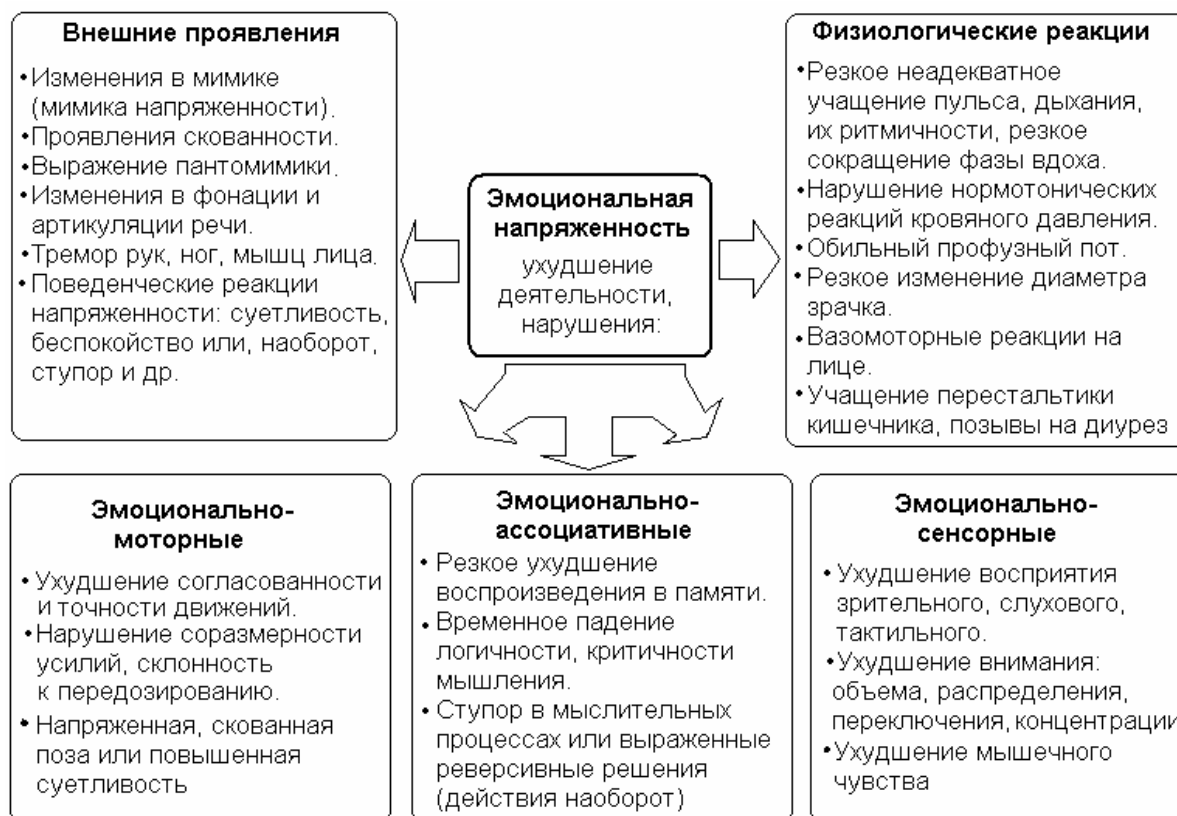 Внешние проявления
•Изменения в мимике
(мимика напряженности).
•Проявления скованности.
•Выражение пантомимики.
•Изменения в фонации и
артикуляции речи.
•Тремор рук, ног, мышц лица.
•Поведенческие реакции
напряженности: суетливость,
беспокойство или, наоборот,
ступор и др.
Эмоциональная
напряженность
ухудшение
деятельности,
нарушения:
Физиологические реакции
•Резкое неадекватное
учащение пульса, дыхания,
их ритмичности, резкое
сокращение фазы вдоха.
•Нарушение нормотонических
реакций кровяного давления.
•Обильный профузный пот.
•Резкое изменение диаметра
зрачка.
•Вазомоторные реакции на
лице.
•Учащение перестальтики
кишечника, позывы на диурез
Эмоционально-
моторные
• Ухудшение согласованности
и точности движений.
• Нарушение соразмерности
усилий, склонность
к передозированию.
• Напряженная, скованная
поза или повышенная
суетливость
Эмоционально-
ассоциативные
• Резкое ухудшение
воспроизведения в памяти.
• Временное падение
логичности, критичности
мышления.
• Ступор в мыслительных
процессах или выраженные
реверсивные решения
(действия наоборот)
Эмоционально-
сенсорные
• Ухудшение восприятия
зрительного, слухового,
тактильного.
•Ухудшение внимания:
объема, распределения,
переключения, концентрации
•Ухудшение мышечного
чувства